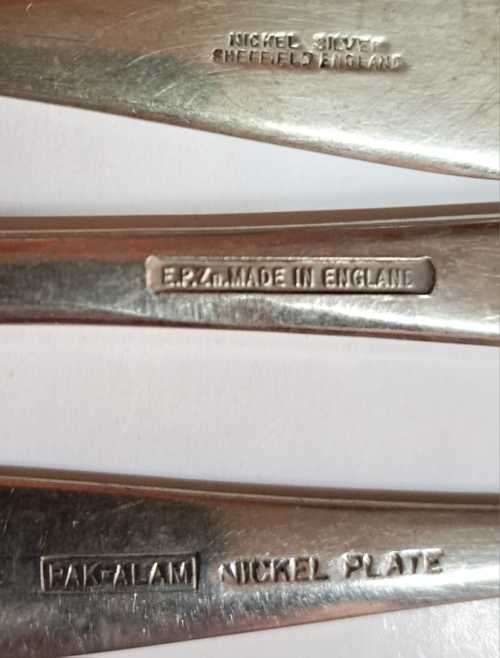 NICKEL SILVER
SHEFFIELD ENGLAND
E.P.Zn.MADE IN ENGLAND
PAK-ALAM NICKEL PLATE